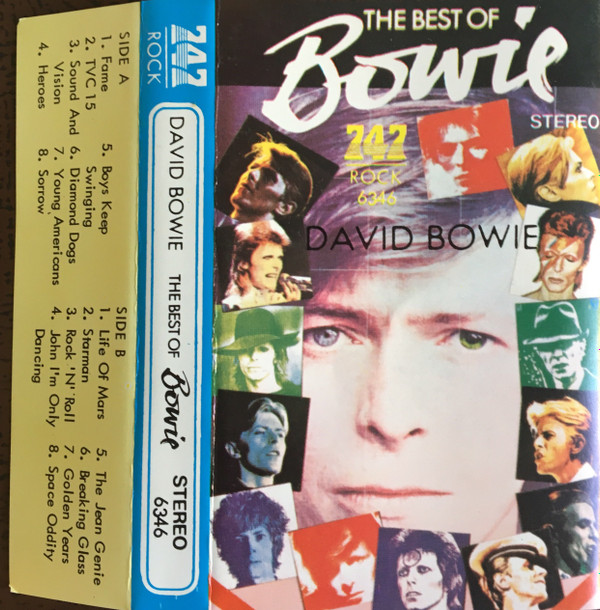 THE BEST OF
Bowie
STEREO
747
ROCK
6346
DAVID BOWIE
747
ROCK
DAVID BOWIE THE BEST OF Bowie STEREO
6346
SIDE A
1. Fame
2. TVC 15
3. Sound And
Vision
4. Heroes
5. Boys Keep
Swinging
6. Diamond Dogs
7. Young Americans
8. Sorrow
SIDE B
1. Life Of Mars
2. Starman
3. Rock 'N' Roll
4. John I'm Only
Dancing
5. The Jean Genie
6. Breaking Glass
7. Golden Years
8. Space Oddity